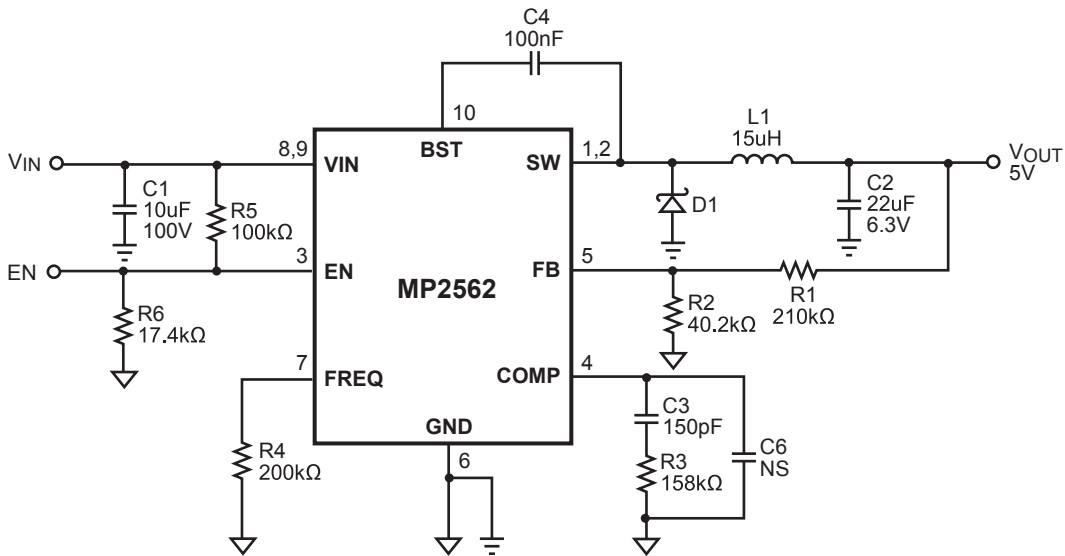 C4
100nF
10
L1
15uH
VIN
8,9
VIN
BST
SW
1,2
VOUT
5V
C1
10uF
100V
R5
100kΩ
D1
C2
22uF
6.3V
EN
3
EN
MP2562
FB
5
R6
17.4kΩ
R2
40.2kΩ
R1
210kΩ
7
FREQ
COMP
4
R4
200kΩ
GND
6
C3
150pF
R3
158kΩ
C6
NS